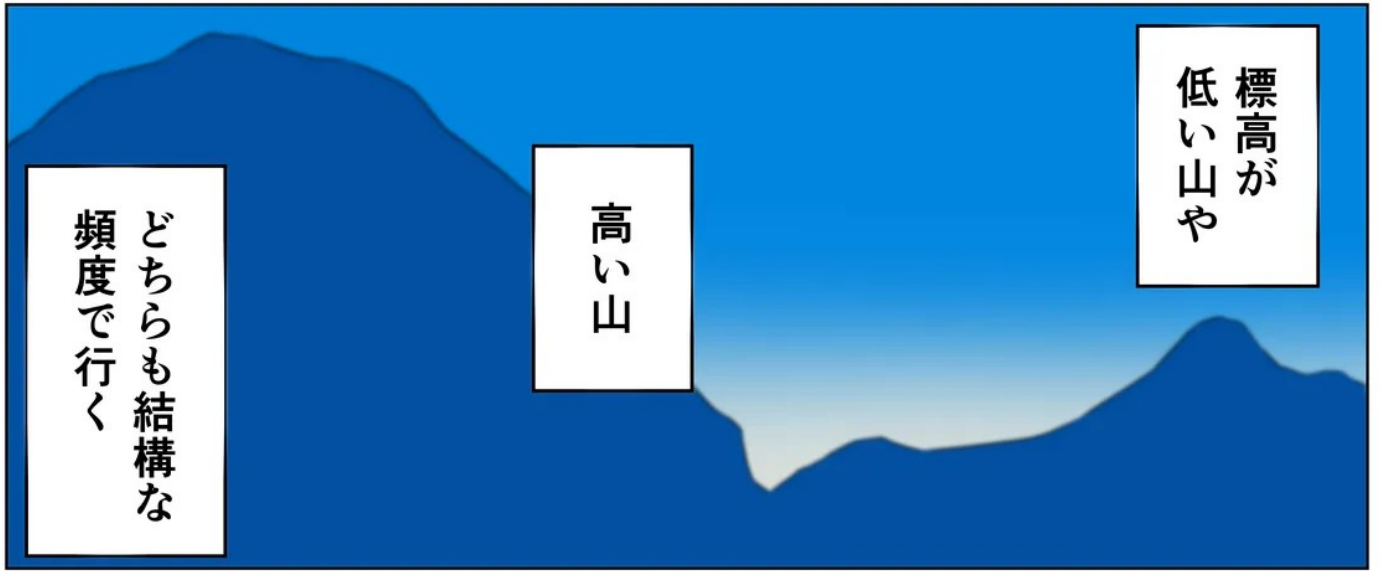 標高が
低い山や
高い山
どちらも結構な
頻度で行く